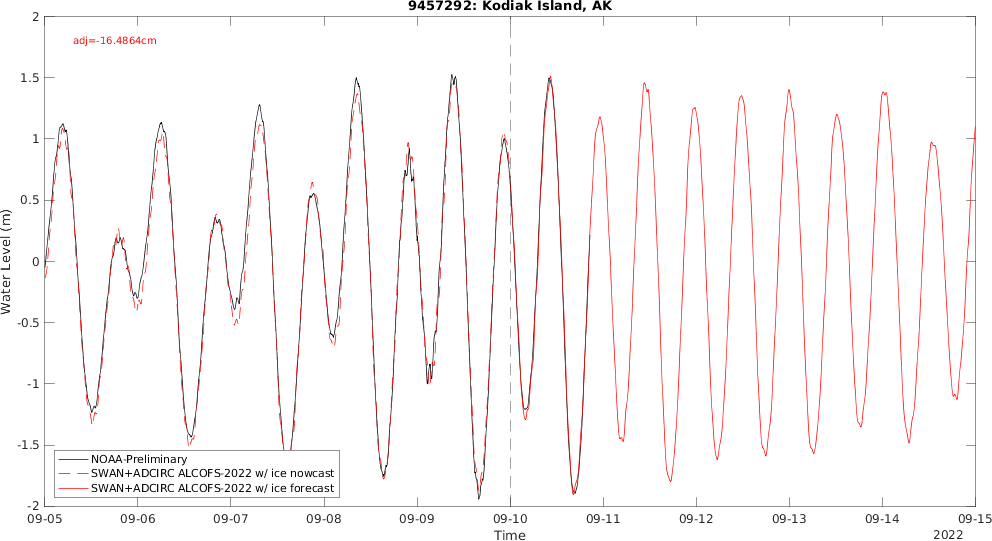 9457292: Kodiak Island, AK
adj=-16.4864cm
Water Level (m)
2
1.5
1
0.5
0
-0.5
-1
-1.5
-2
NOAA-Preliminary
SWAN+ADCIRC ALCOFS-2022 w/ ice nowcast
SWAN+ADCIRC ALCOFS-2022 w/ ice forecast
09-05 09-06 09-07 09-08 09-09 09-10 09-11 09-12 09-13 09-14 09-15
Time
2022